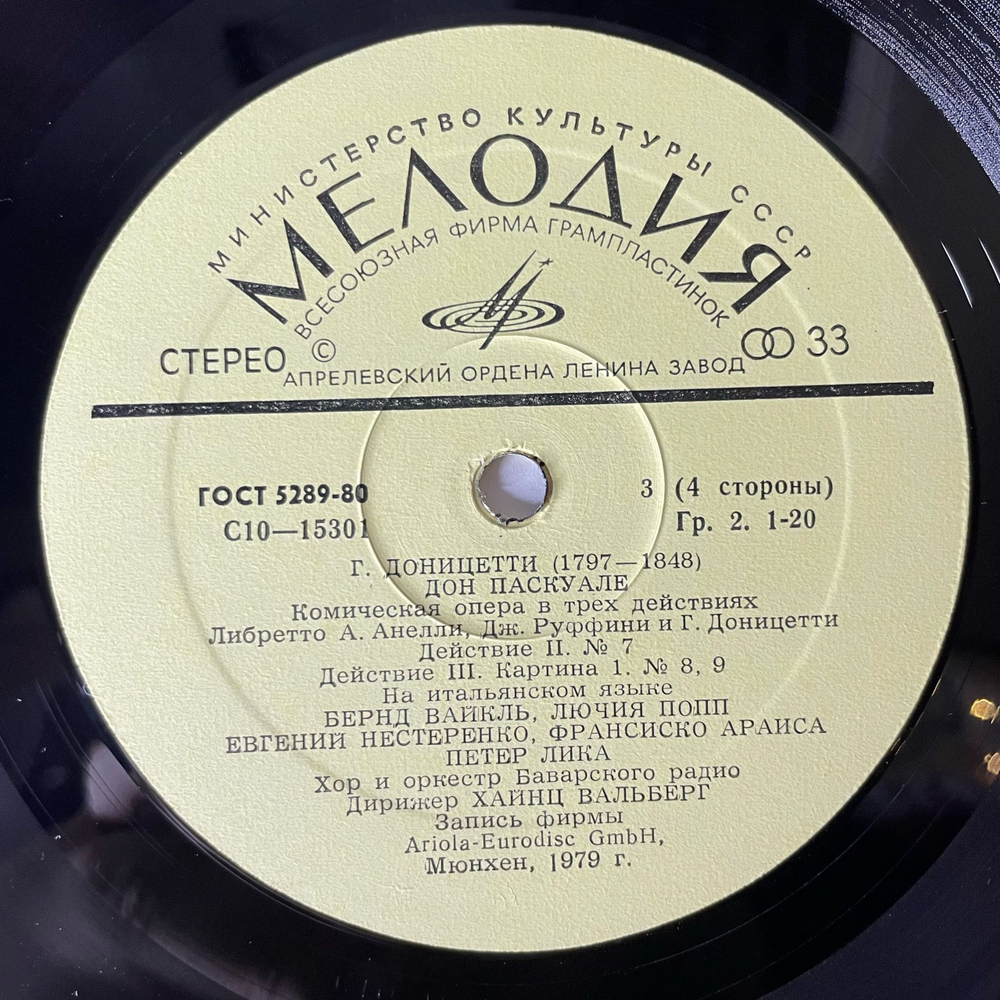 МИНИСТЕРСТВО КУЛЬТУРЫ СССР
МЕЛОДИЯ
ВСЕСОЮЗНАЯ ФИРМА ГРАМПЛАСТИНОК
СТЕРЕО © 33
АПРЕЛЕВСКИЙ ОРДЕНА ЛЕНИНА ЗАВОД
ГОСТ 5289-80 3 (4 стороны)
С10—15301 Гр. 2. 1-20
Г. ДОНИЦЕТТИ (1797—1848)
ДОН ПАСКУАЛЕ
Комическая опера в трех действиях
Либретто А. Анелли, Дж. Руффини и Г. Доницетти
Действие II. № 7
Действие III. Картина 1. № 8, 9
На итальянском языке
БЕРНД ВАЙКЛЬ, ЛЮЧИЯ ПОПП
ЕВГЕНИЙ НЕСТЕРЕНКО, ФРАНСИСКО АРАИСА
ПЕТЕР ЛИКА
Хор и оркестр Баварского радио
Дирижер ХАЙНЦ ВАЛЬБЕРГ
Запись фирмы
Ariola-Eurodisc GmbH,
Мюнхен, 1979 г.